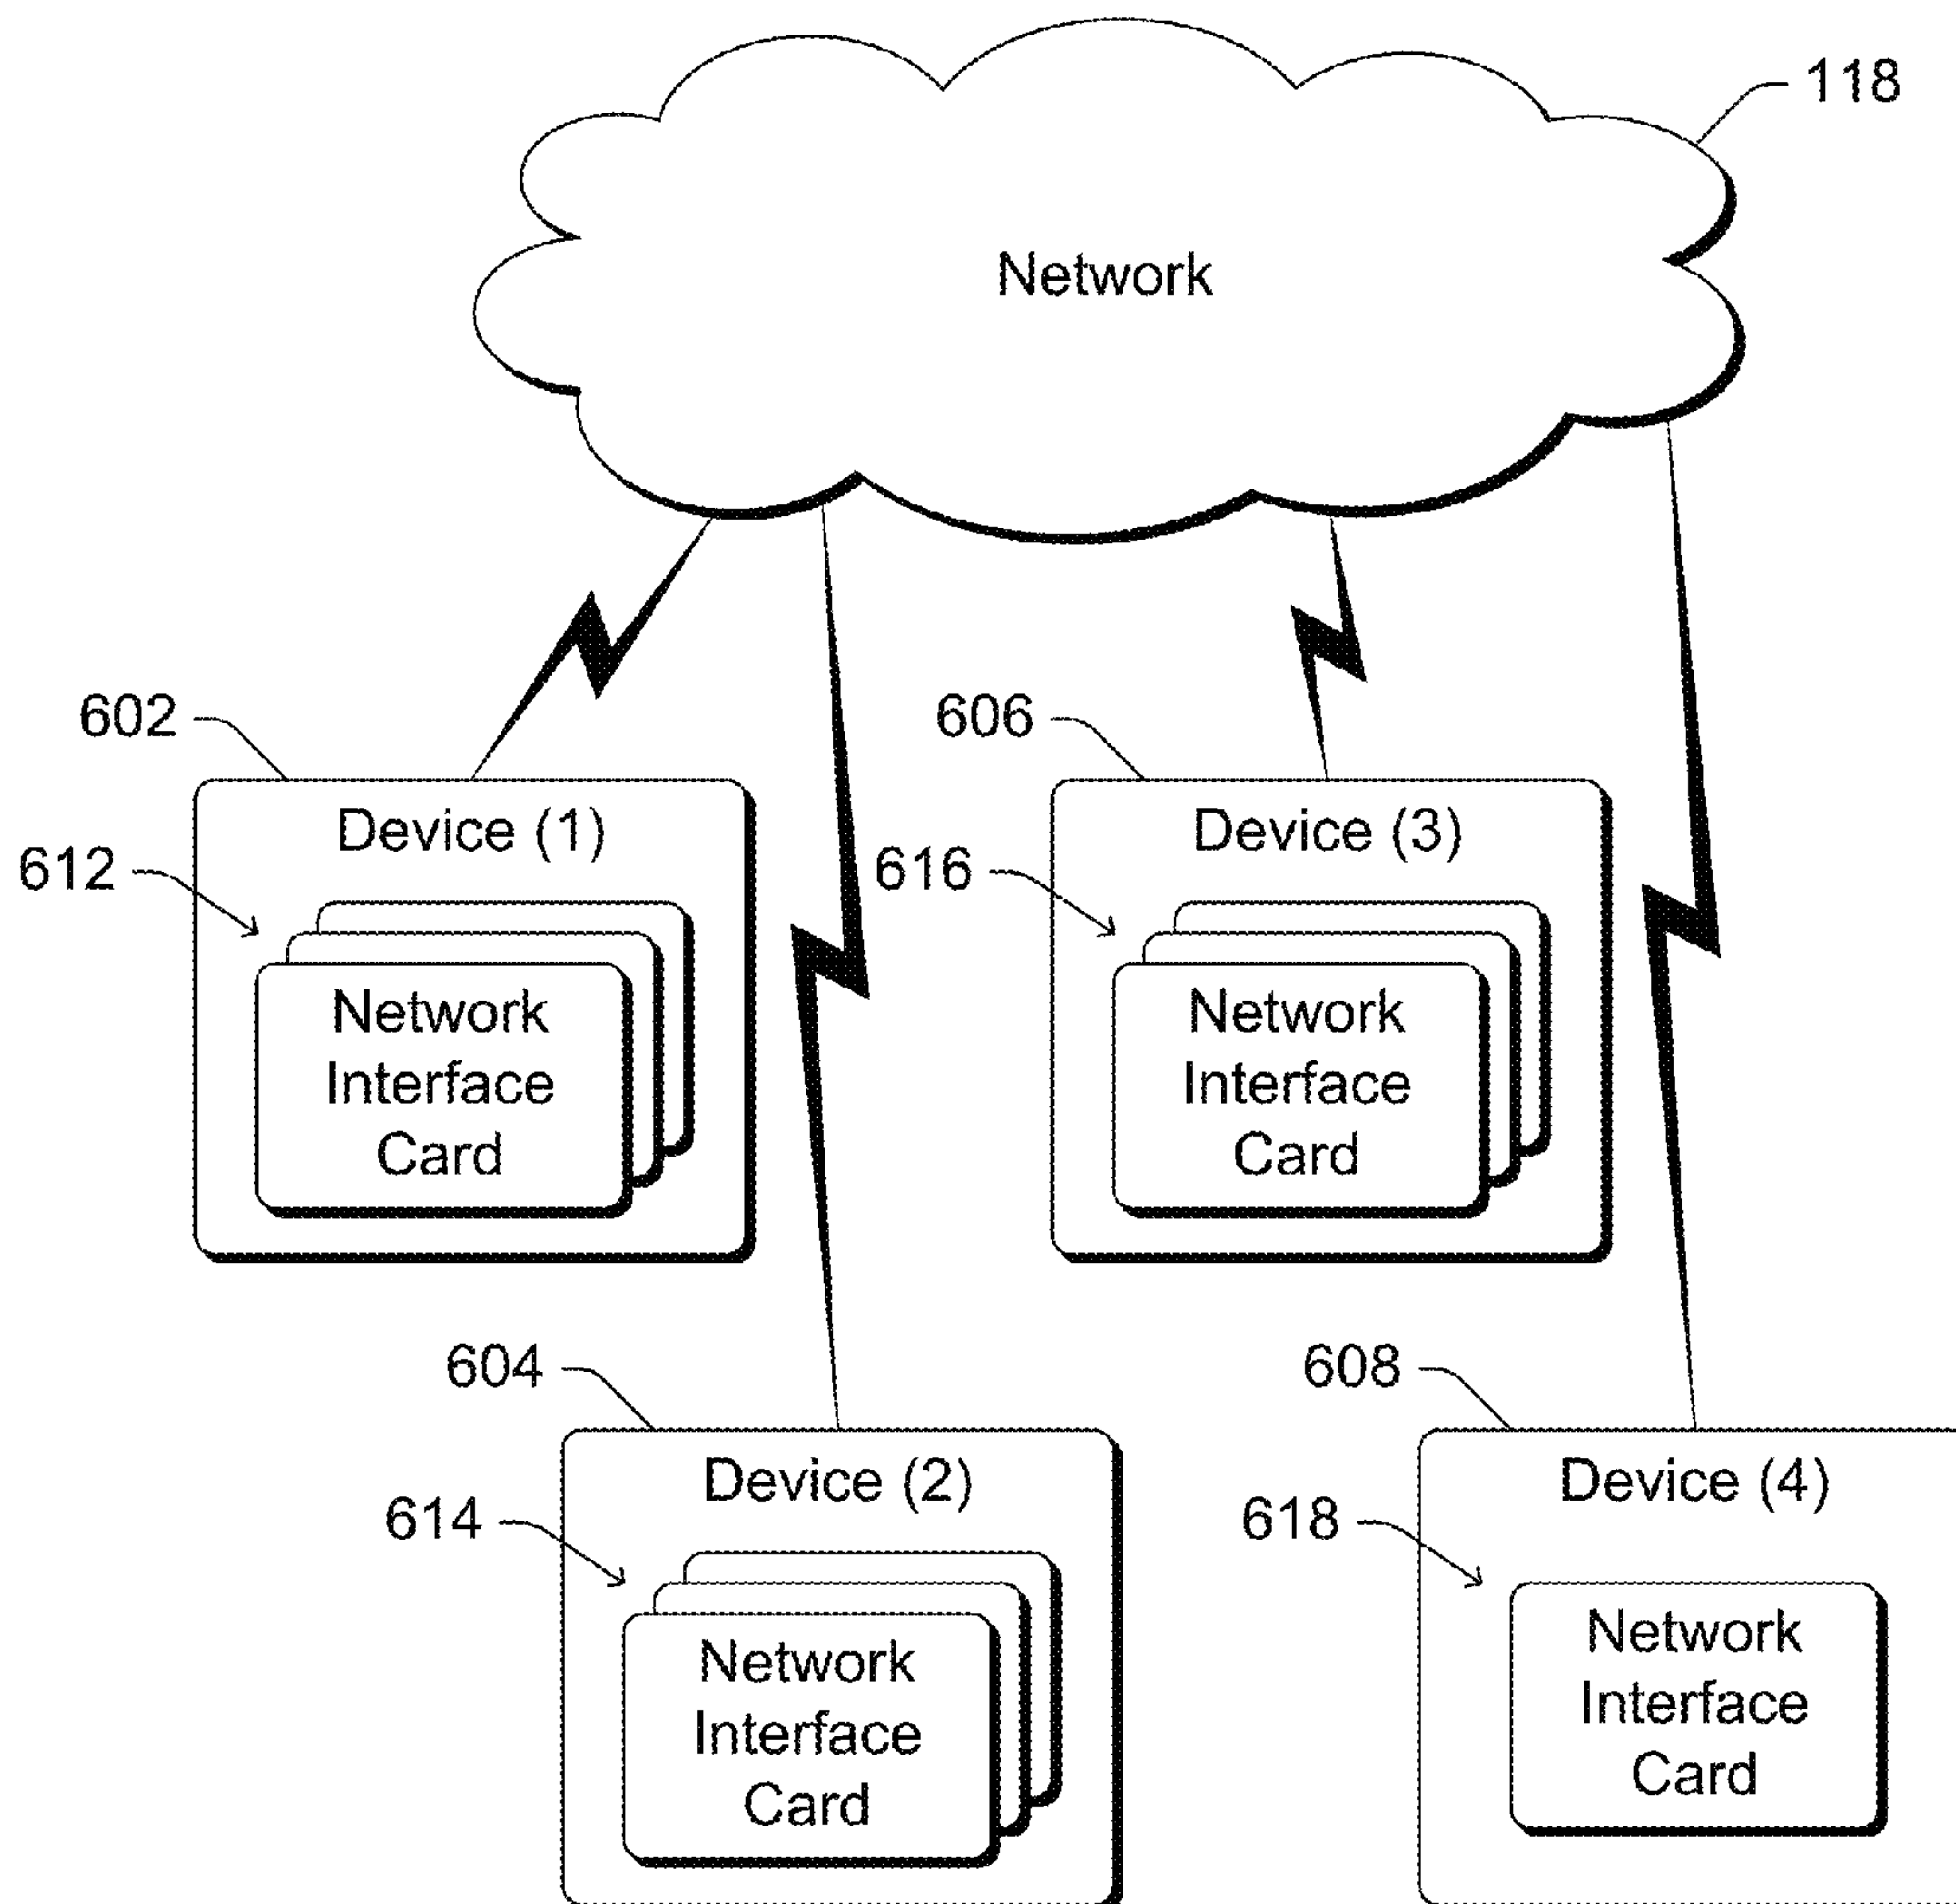 118
Network
602
606
Device (1)
Device (3)
612
616
Network
Interface
Card
Network
Interface
Card
604
608
Device (2)
Device (4)
614
618
Network
Interface
Card
Network
Interface
Card